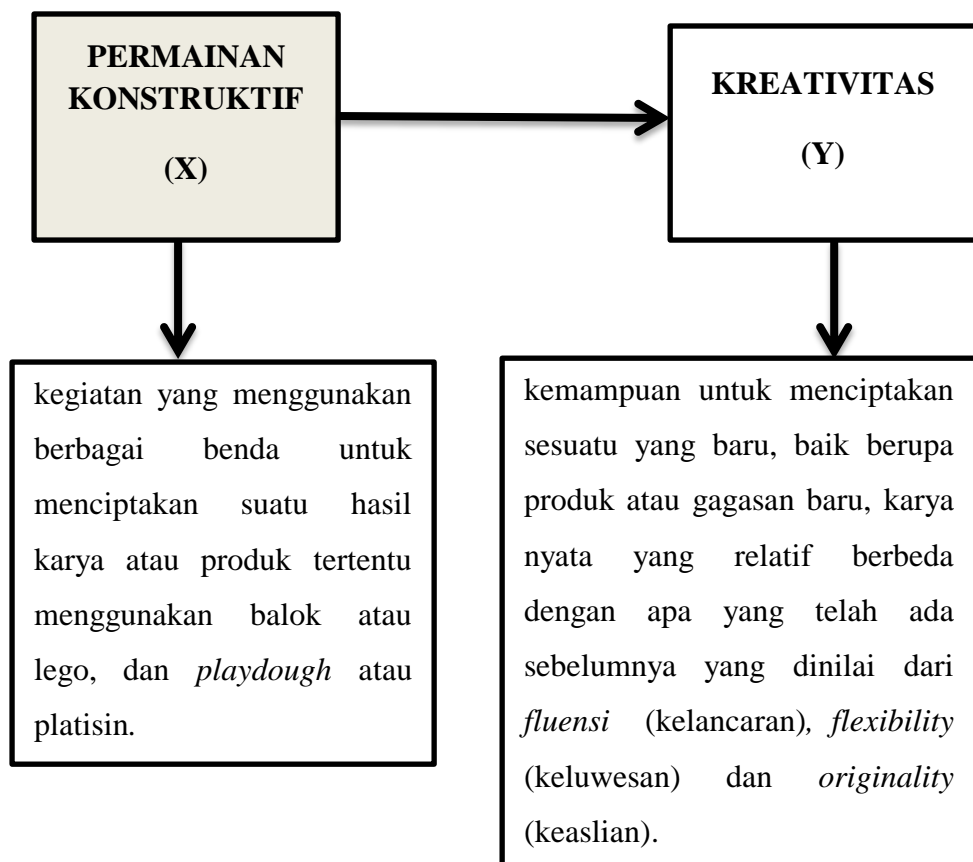 PERMAINAN
KONSTRUKTIF
(X)
KREATIVITAS
(Y)
kegiatan yang menggunakan
berbagai benda untuk
menciptakan suatu hasil
karya atau produk tertentu
menggunakan balok atau
lego, dan playdough atau
platisin.
kemampuan untuk menciptakan
sesuatu yang baru, baik berupa
produk atau gagasan baru, karya
nyata yang relatif berbeda
dengan apa yang telah ada
sebelumnya yang dinilai dari
fluensi (kelancaran), flexibility
(keluwesan) dan originality
(keaslian).